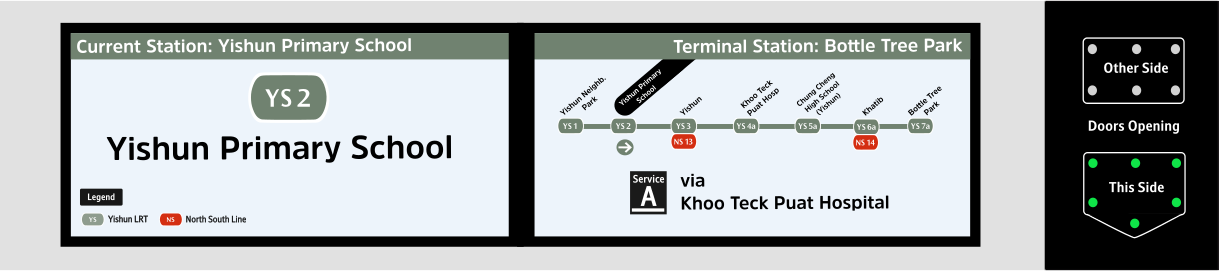 Current Station: Yishun Primary School
YS 2
Yishun Primary School
Legend
YS Yishun LRT NS North South Line
Terminal Station: Bottle Tree Park
Yishun Neighb.
Park
Yishun Primary
School
Yishun
Khoo Teck
Puat Hosp
Chung Cheng
High School
(Yishun)
Khatib
Bottle Tree
Park
YS 1 YS 2 YS 3 YS 4a YS 5a YS 6a YS 7a
NS 13 NS 14
Service
A
via
Khoo Teck Puat Hospital
Other Side
Doors Opening
This Side